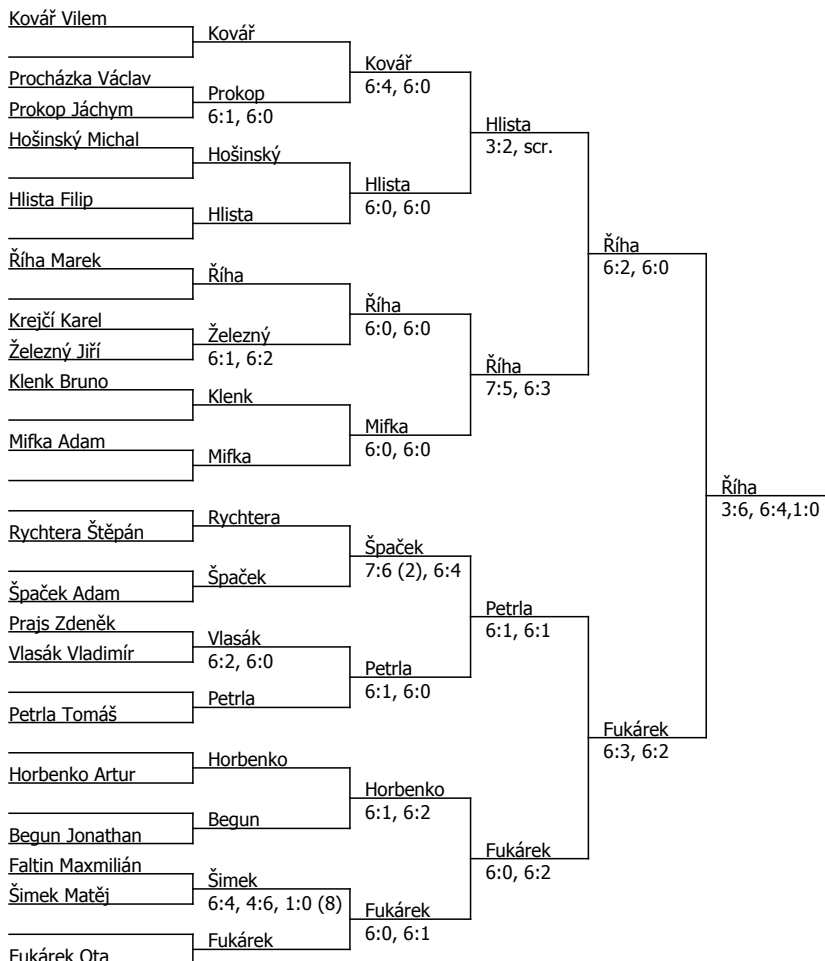 Kovář Vilem
Kovář
Procházka Václav
Prokop Jáchym
Prokop
6:1, 6:0
Kovář
6:4, 6:0
Hošinský Michal
Hošinský
Hlista Filip
Hlista
Hlista
6:0, 6:0
Hlista
3:2, scr.
Říha Marek
Říha
Krejčí Karel
Železný Jiří
Železný
6:1, 6:2
Říha
6:0, 6:0
Klenk Bruno
Klenk
Mifka Adam
Mifka
Mifka
6:0, 6:0
Říha
7:5, 6:3
Říha
6:2, 6:0
Rychtera Štěpán
Rychtera
Špaček Adam
Špaček
Špaček
7:6 (2), 6:4
Prajs Zdeněk
Vlasák Vladimír
Vlasák
6:2, 6:0
Petrla Tomáš
Petrla
Petrla
6:1, 6:0
Petrla
6:1, 6:1
Horbenko Artur
Horbenko
Begun Jonathan
Begun
Horbenko
6:1, 6:2
Faltin Maxmilián
Šimek Matěj
Šimek
6:4, 4:6, 1:0 (8)
Fukárek Ota
Fukárek
Fukárek
6:0, 6:1
Fukárek
6:0, 6:2
Fukárek
6:3, 6:2
Říha
3:6, 6:4,1:0